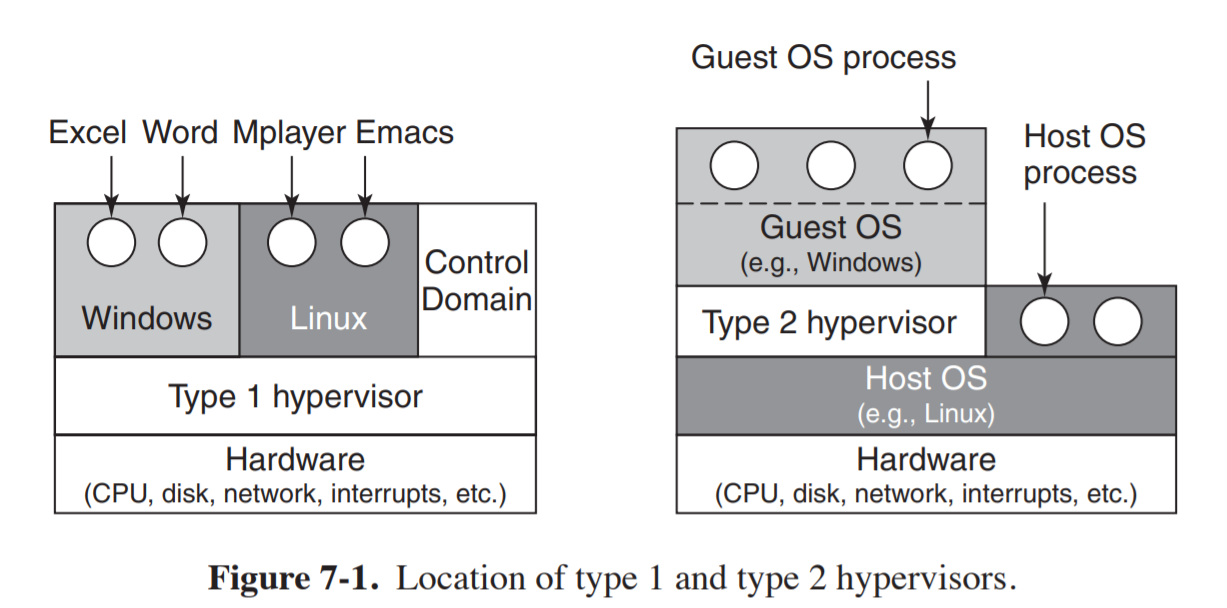 Excel Word Mplayer Emacs
Windows
Linux
Control
Domain
Type 1 hypervisor
Hardware
(CPU, disk, network, interrupts, etc.)
Guest OS process
Host OS
process
Guest OS
(e.g., Windows)
Type 2 hypervisor
Host OS
(e.g., Linux)
Hardware
(CPU, disk, network, interrupts, etc.)
Figure 7-1. Location of type 1 and type 2 hypervisors.